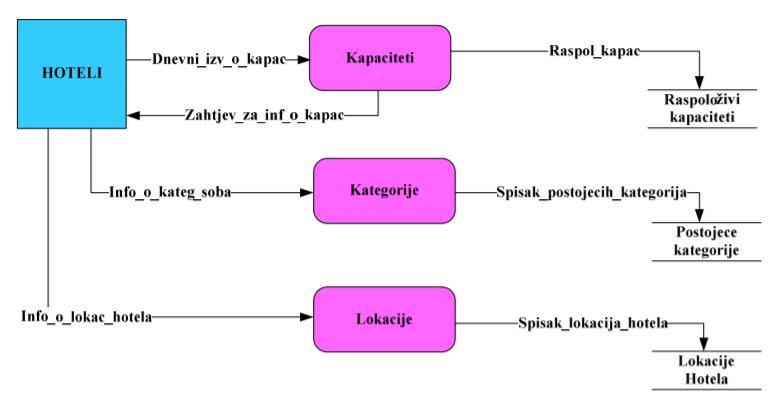 HOTELI
Dnevni_izv_o_kapac
Kapaciteti
Raspol_kapac
Raspoloživi
kapaciteti
Zahtjev_za_inf_o_kapac
Info_o_kateg_soba
Kategorije
Spisak_postojecih_kategorija
Postojece
kategorije
Info_o_lokac_hotela
Lokacije
Spisak_lokacija_hotela
Lokacije
Hotela